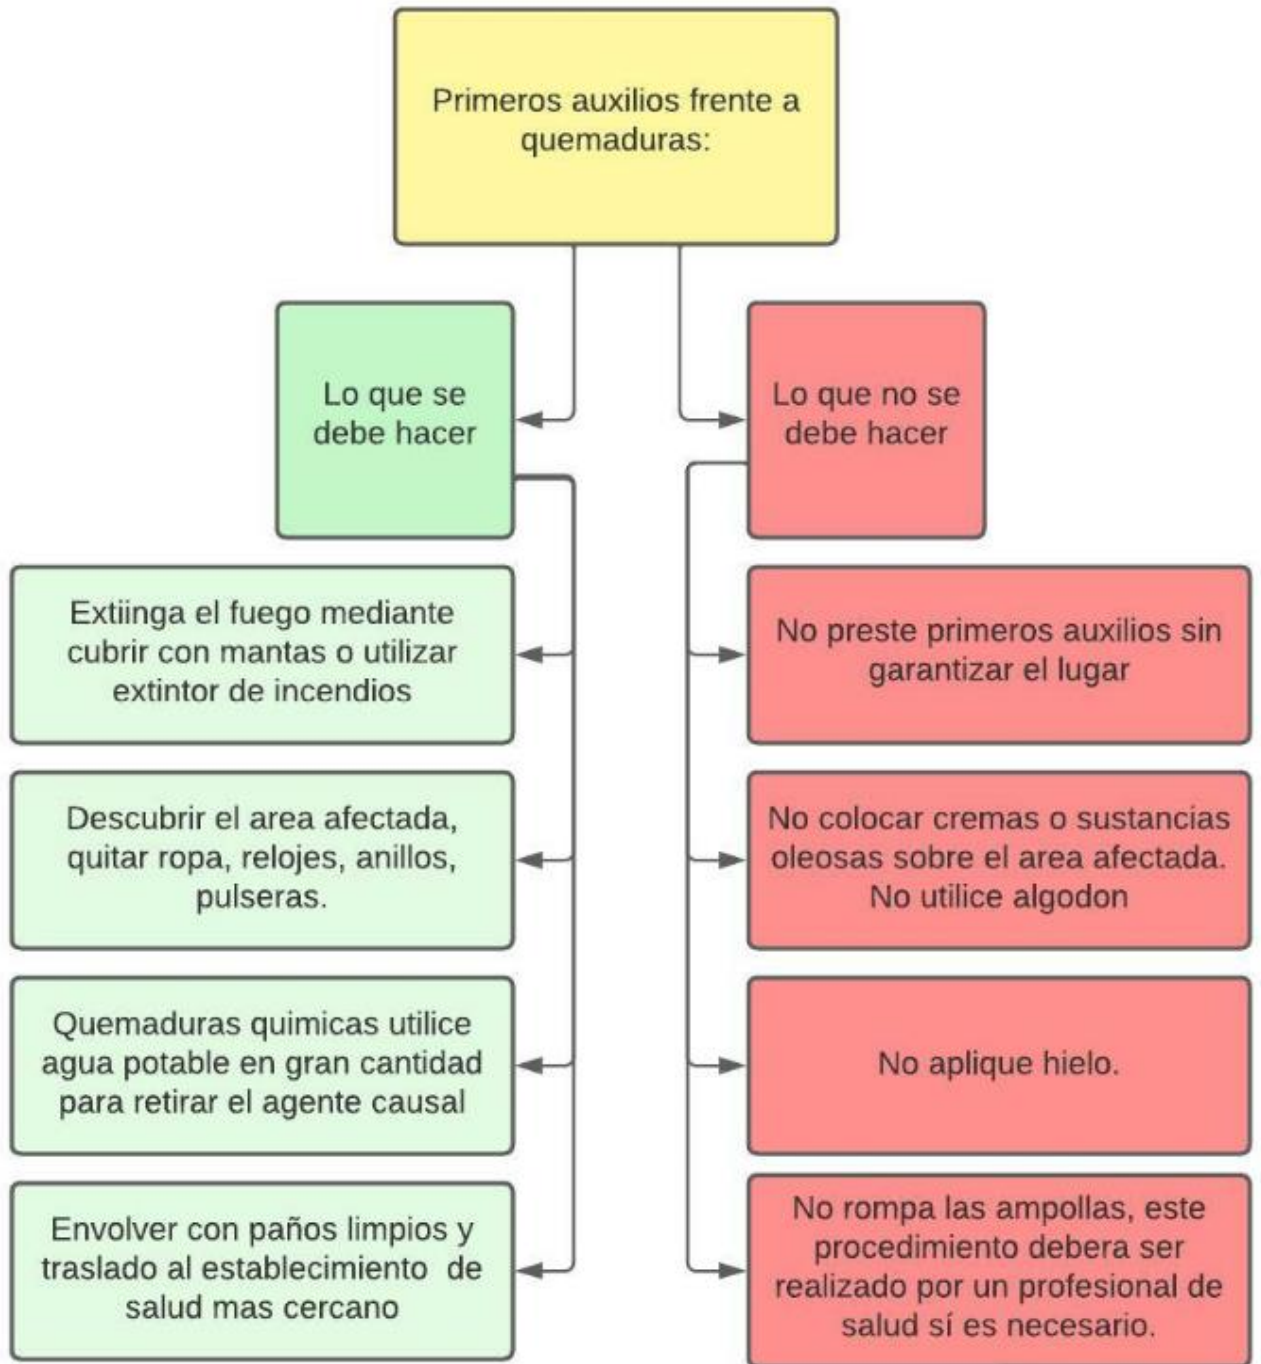 Primeros auxilios frente a
quemaduras:
Lo que se
debe hacer
Lo que no se
debe hacer
Extiinga el fuego mediante
cubrir con mantas o utilizar
extintor de incendios
No preste primeros auxilios sin
garantizar el lugar
Descubrir el area afectada,
quitar ropa, relojes, anillos,
pulseras.
No colocar cremas o sustancias
oleosas sobre el area afectada.
No utilice algodon
Quemaduras quimicas utilice
agua potable en gran cantidad
para retirar el agente causal
No aplique hielo.
Envolver con paños limpios y
traslado al establecimiento de
salud mas cercano
No rompa las ampollas, este
procedimiento debera ser
realizado por un profesional de
salud sí es necesario.